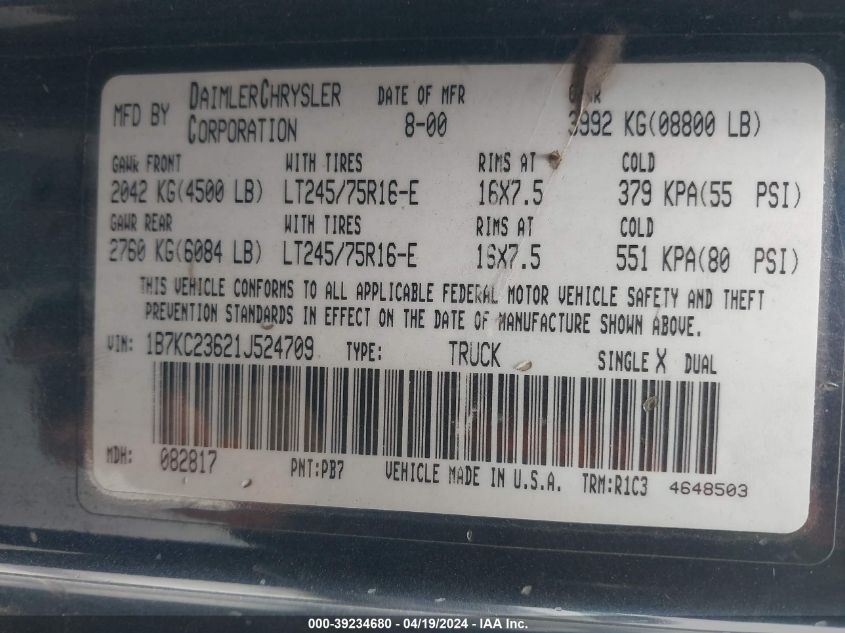 MFD BY DAIMLERCHRYSLER CORPORATION DATE OF MFR 8-00 3992 KG(08800 LB)
GAWR FRONT WITH TIRES RIMS AT COLD
2042 KG(4500 LB) LT245/75R16-E 16X7.5 379 KPA(55 PSI)
GAWR REAR WITH TIRES RIMS AT COLD
2760 KG(6084 LB) LT245/75R16-E 16X7.5 551 KPA(80 PSI)
THIS VEHICLE CONFORMS TO ALL APPLICABLE FEDERAL MOTOR VEHICLE SAFETY AND THEFT
PREVENTION STANDARDS IN EFFECT ON THE DATE OF MANUFACTURE SHOWN ABOVE.
VIN: 1B7KC23621J524709 TYPE: TRUCK SINGLE X DUAL
MDH: 082817 PNT:PB7 VEHICLE MADE IN U.S.A. TRM:R1C3 4648503
000-39234680 - 04/19/2024 - IAA Inc.